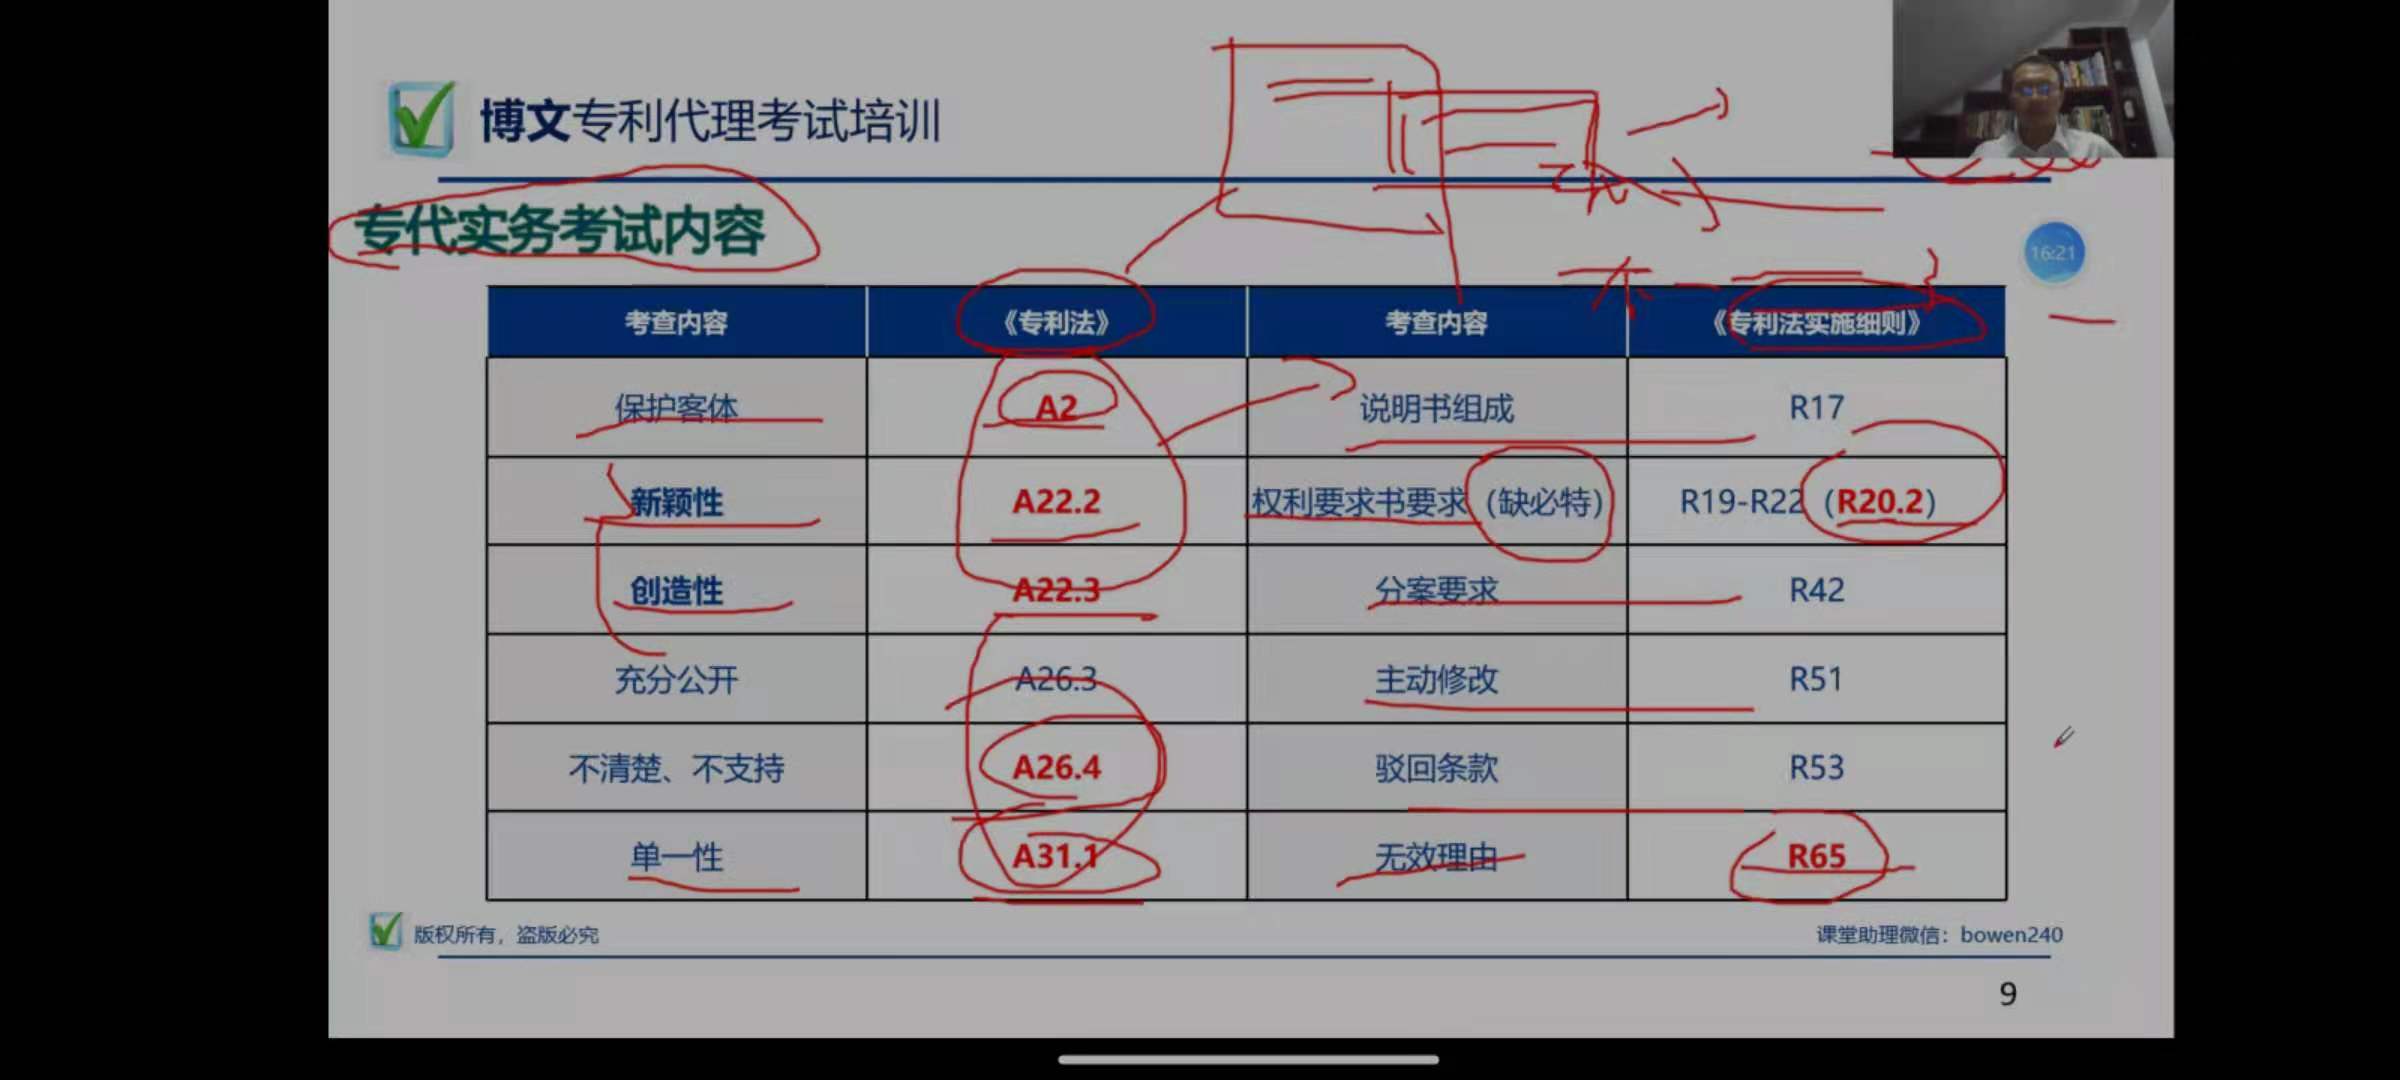 博文专利代理考试培训
专代实务考试内容
16:21
考查内容 《专利法》 考查内容 《专利法实施细则》
保护客体 A2 说明书组成 R17
新颖性 A22.2 权利要求书要求（缺必特） R19-R22（R20.2）
创造性 A22.3 分案要求 R42
充分公开 A26.3 主动修改 R51
不清楚、不支持 A26.4 驳回条款 R53
单一性 A31.1 无效理由 R65
版权所有，盗版必究 课堂助理微信：bowen240
9